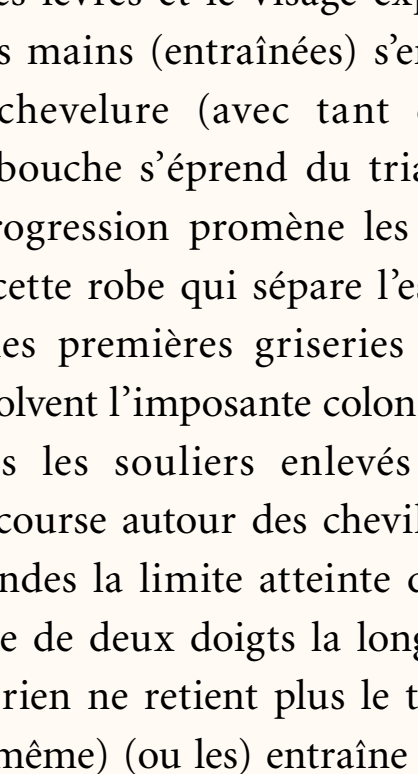 es lèvres et le visage exp
s mains (entraînées) s’en
chevelure (avec tant
bouche s’éprend du tria
rogression promène les
cette robe qui sépare l’ea
les premières griseries
olvent l’imposante colon
s les souliers enlevés
course autour des chevil
ndes la limite atteinte d
e de deux doigts la long
rien ne retient plus le t
même) (ou les) entraîne